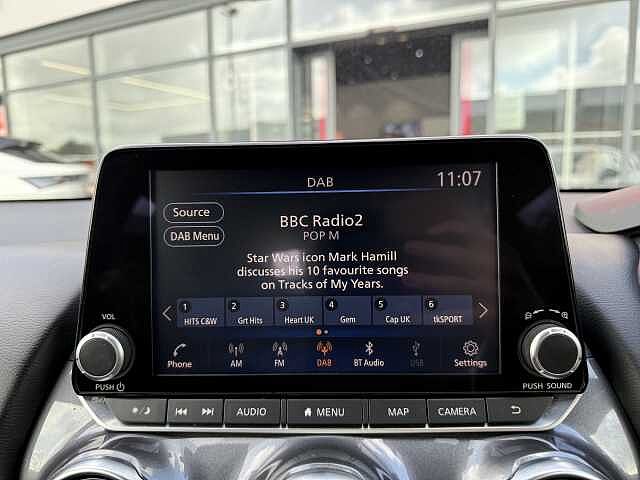 DAB
11:07
Source
BBC Radio2
POP M
DAB Menu
Star Wars icon Mark Hamill
discusses his 10 favourite songs
on Tracks of My Years.
1 2 3 4 5 6
HITS C&W Grt Hits Heart UK Gem Cap UK tkSPORT
Phone AM FM DAB BT Audio USB Settings
VOL
PUSH
PUSH SOUND
AUDIO MENU MAP CAMERA